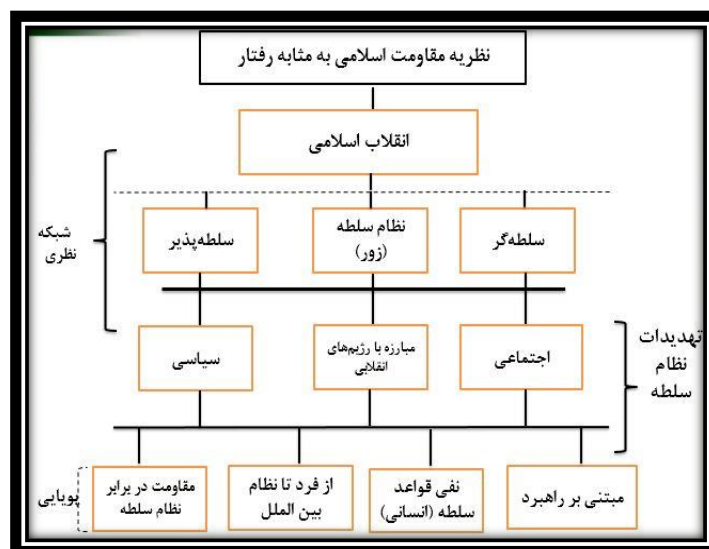 نظریه مقاومت اسلامی به مثابه رفتار
انقلاب اسلامی
شبکه
نظری
سلطه‌گر
نظام سلطه
(زور)
سلطه‌پذیر
اجتماعی
مبارزه با رژیم‌های
انقلابی
سیاسی
تهدیدات
نظام
سلطه
مبتنی بر راهبرد
نفی قواعد
سلطه (انسانی)
از فرد تا نظام
بین الملل
مقاومت در برابر
نظام سلطه
پویایی